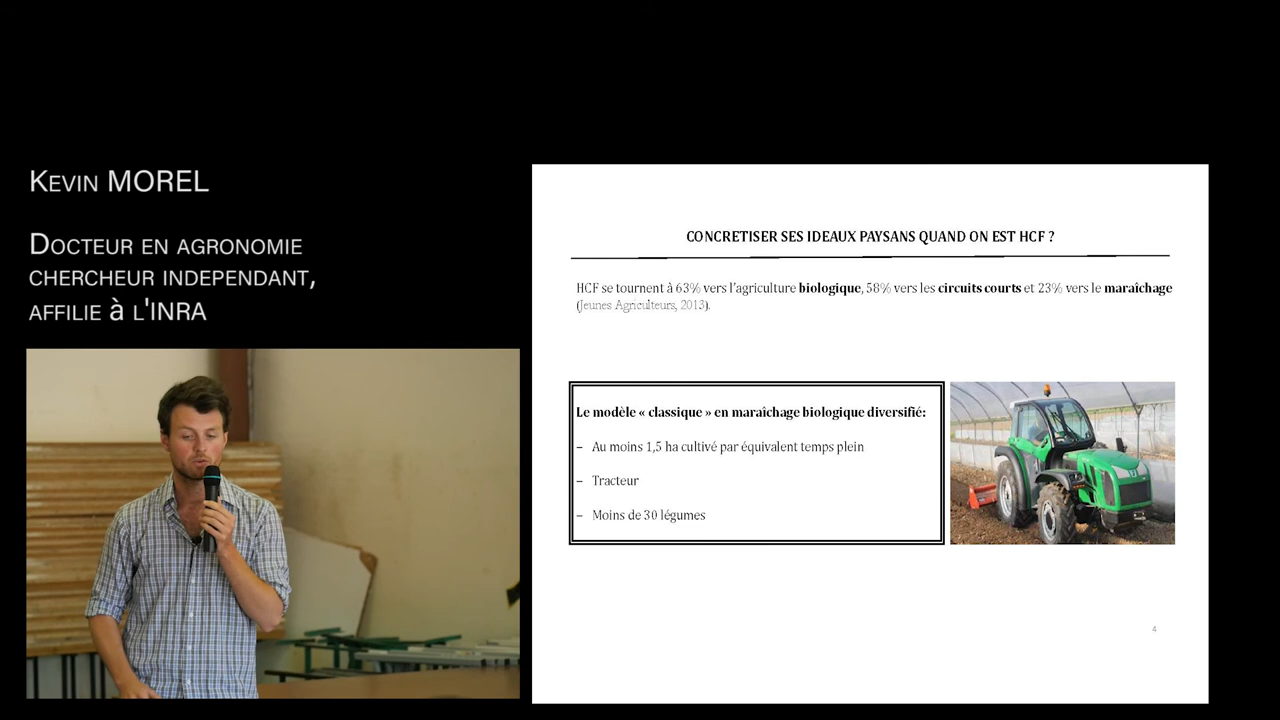 Kevin MOREL
Docteur en agronomie
chercheur independant,
affilie à l'INRA
CONCRETISER SES IDEAUX PAYSANS QUAND ON EST HCF ?
HCF se tournent à 63% vers l'agriculture biologique, 58% vers les circuits courts et 23% vers le maraîchage
(Jeunes Agriculteurs, 2013).
Le modèle « classique » en maraîchage biologique diversifié:
– Au moins 1,5 ha cultivé par équivalent temps plein
– Tracteur
– Moins de 30 légumes
4